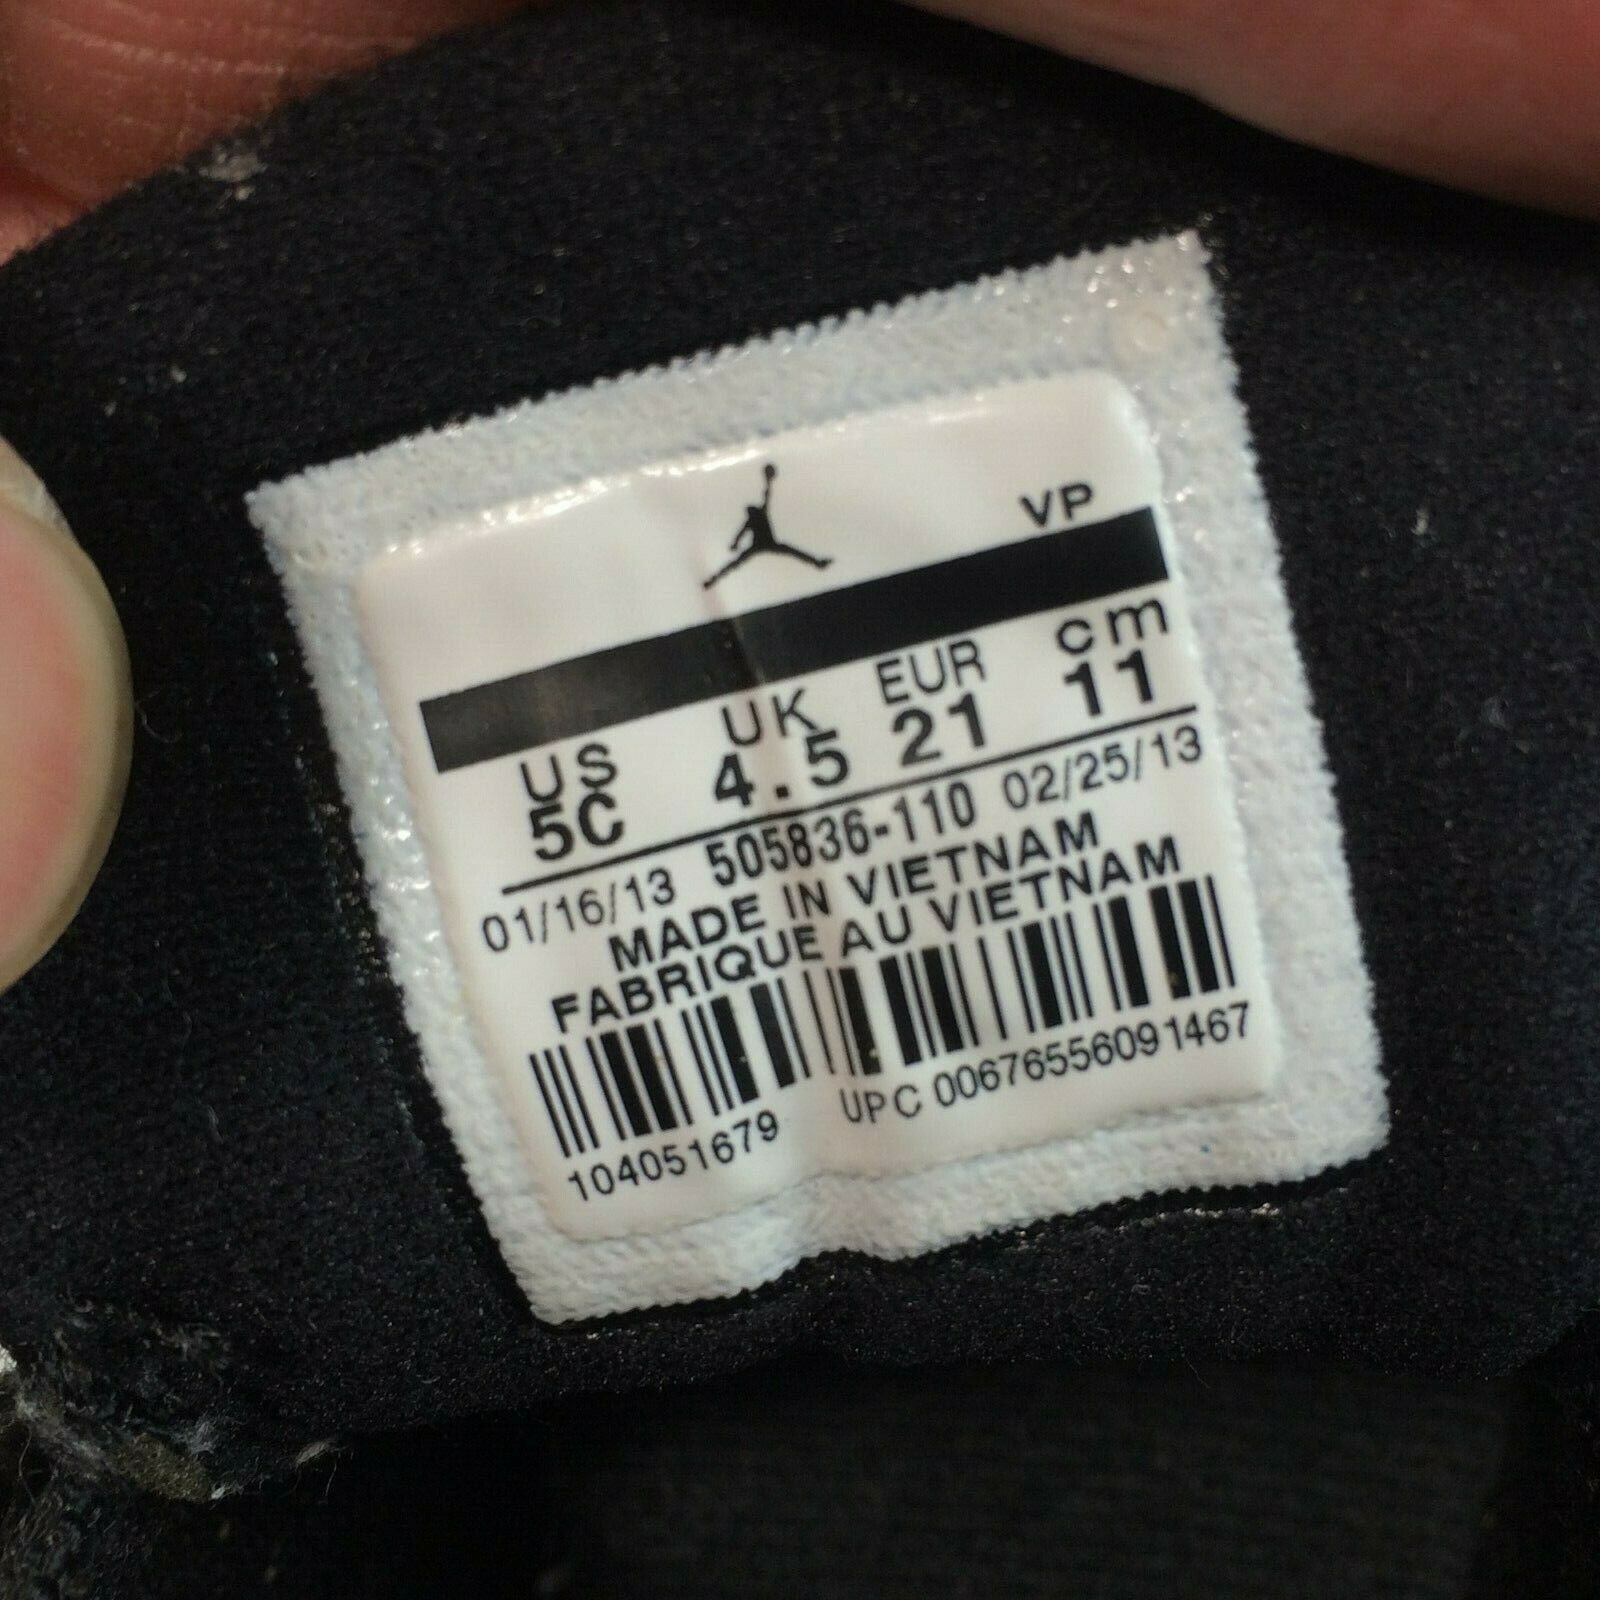 VP
US UK EUR cm
5C 4.5 21 11
01/16/13 505836-110 02/25/13
MADE IN VIETNAM
FABRIQUE AU VIETNAM
104051679 UPC 00676556091467